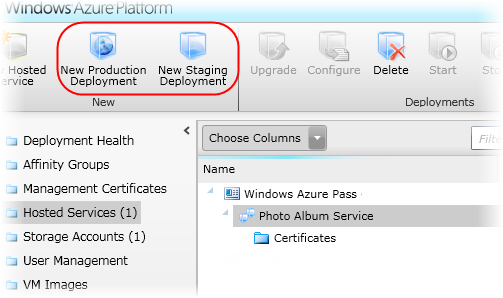 Windows Azure Platform
Hosted
New Production
Deployment
New Staging
Deployment
Upgrade
Configure
Delete
Start
New
Deployments
Deployment Health
Affinity Groups
Management Certificates
Hosted Services (1)
Storage Accounts (1)
User Management
VM Images
Choose Columns
Filte
Name
Windows Azure Pass
Photo Album Service
Certificates